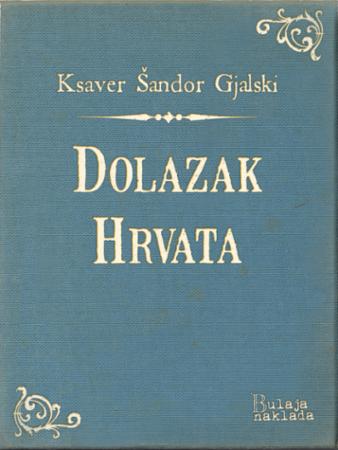 Ksaver Šandor Gjalski
DOLAZAK
HRVATA
Bulaja
naklada